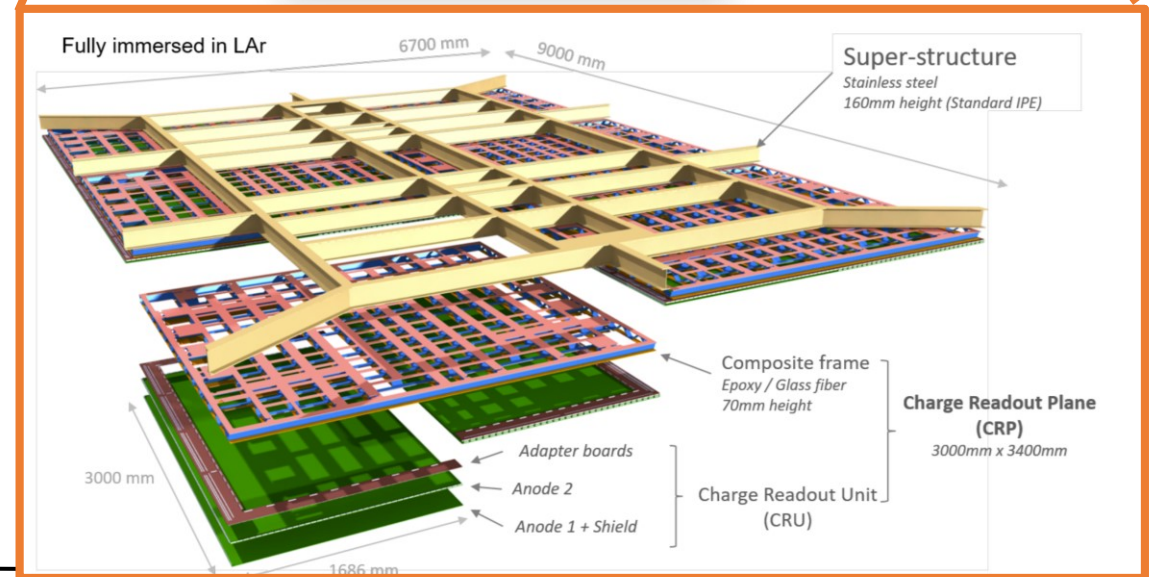 Fully immersed in LAr
6700 mm
9000 mm
Super-structure
Stainless steel
160mm height (Standard IPE)
Composite frame
Epoxy / Glass fiber
70mm height
Charge Readout Plane
(CRP)
3000mm x 3400mm
Adapter boards
Anode 2
Anode 1 + Shield
Charge Readout Unit
(CRU)
3000 mm
1686 mm